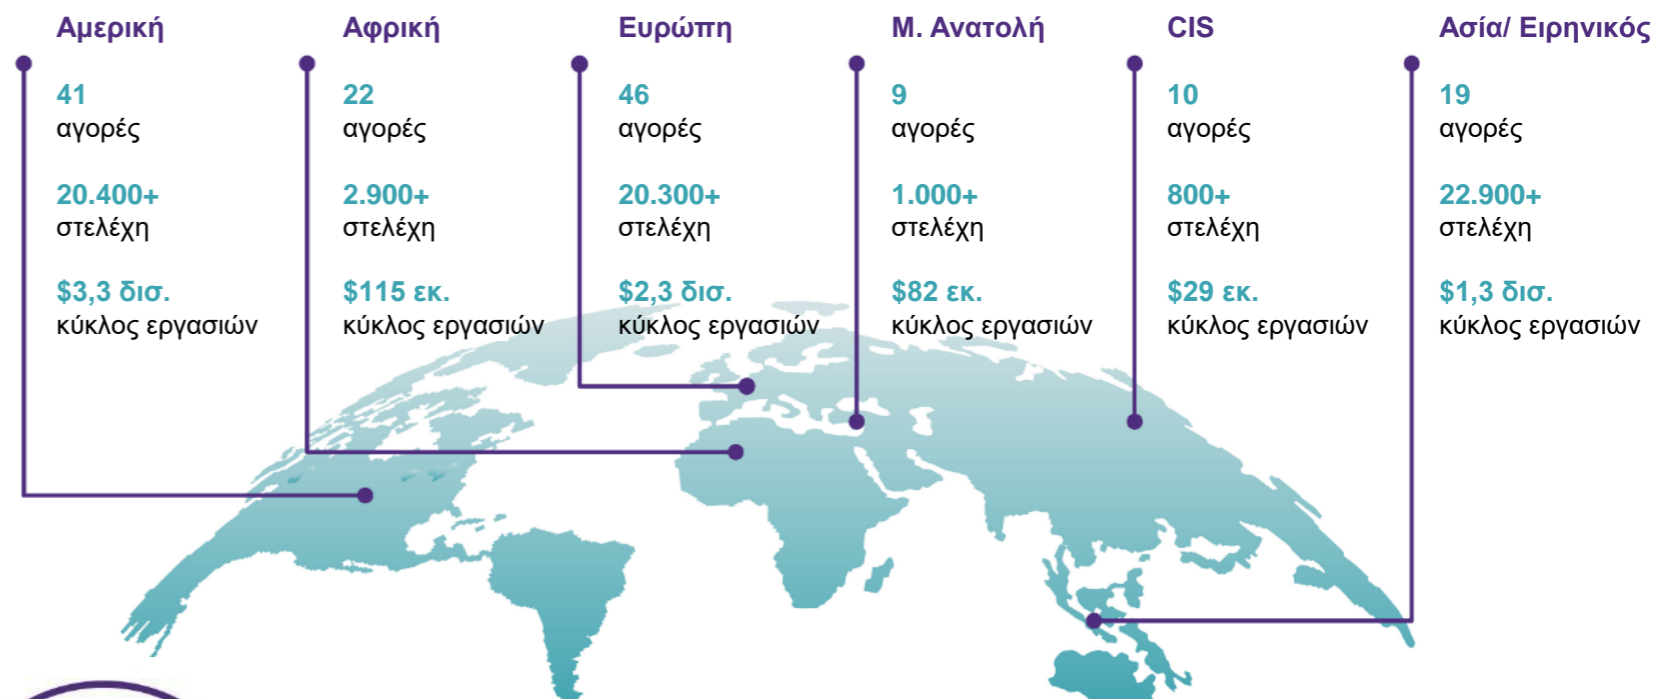 Αμερική
41
αγορές
20.400+
στελέχη
$3,3 δισ.
κύκλος εργασιών
Αφρική
22
αγορές
2.900+
στελέχη
$115 εκ.
κύκλος εργασιών
Ευρώπη
46
αγορές
20.300+
στελέχη
$2,3 δισ.
κύκλος εργασιών
Μ. Ανατολή
9
αγορές
1.000+
στελέχη
$82 εκ.
κύκλος εργασιών
CIS
10
αγορές
800+
στελέχη
$29 εκ.
κύκλος εργασιών
Ασία/ Ειρηνικός
19
αγορές
22.900+
στελέχη
$1,3 δισ.
κύκλος εργασιών